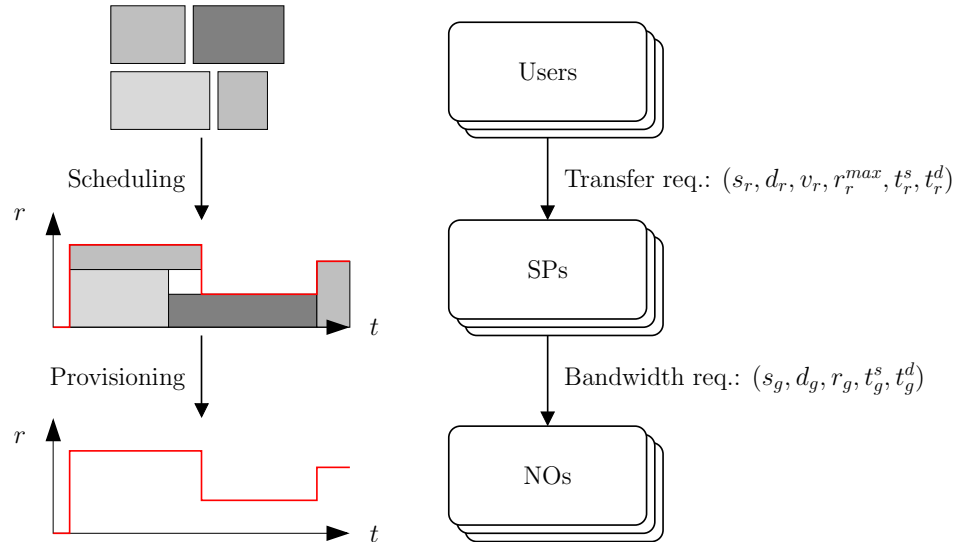 Users
Scheduling
Transfer req.: $(s_r, d_r, v_r, r_r^{max}, t_r^s, t_r^d)$
r
SPs
t
Provisioning
Bandwidth req.: $(s_g, d_g, r_g, t_g^s, t_g^d)$
r
NOs
t